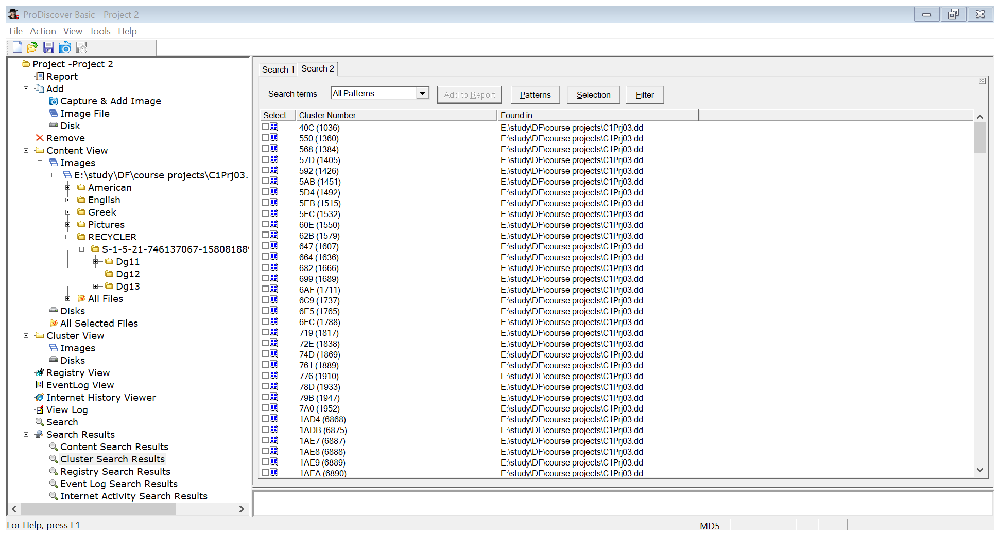 ProDiscover Basic - Project 2
File Action View Tools Help
Project -Project 2
Report
Add
Capture & Add Image
Image File
Disk
Remove
Content View
Images
E:\study\DF\course projects\C1Prj03.
American
English
Greek
Pictures
RECYCLER
S-1-5-21-746137067-15808188
Dg11
Dg12
Dg13
All Files
Disks
All Selected Files
Cluster View
Images
Disks
Registry View
EventLog View
Internet History Viewer
View Log
Search
Search Results
Content Search Results
Cluster Search Results
Registry Search Results
Event Log Search Results
Internet Activity Search Results
Search 1 Search 2
Search terms All Patterns Add to Report Patterns Selection Filter
Select Cluster Number Found in
40C (1036) E:\study\DF\course projects\C1Prj03.dd
550 (1360) E:\study\DF\course projects\C1Prj03.dd
568 (1384) E:\study\DF\course projects\C1Prj03.dd
57D (1405) E:\study\DF\course projects\C1Prj03.dd
592 (1426) E:\study\DF\course projects\C1Prj03.dd
5AB (1451) E:\study\DF\course projects\C1Prj03.dd
5D4 (1492) E:\study\DF\course projects\C1Prj03.dd
5EB (1515) E:\study\DF\course projects\C1Prj03.dd
5FC (1532) E:\study\DF\course projects\C1Prj03.dd
60E (1550) E:\study\DF\course projects\C1Prj03.dd
62B (1579) E:\study\DF\course projects\C1Prj03.dd
647 (1607) E:\study\DF\course projects\C1Prj03.dd
664 (1636) E:\study\DF\course projects\C1Prj03.dd
682 (1666) E:\study\DF\course projects\C1Prj03.dd
699 (1689) E:\study\DF\course projects\C1Prj03.dd
6AF (1711) E:\study\DF\course projects\C1Prj03.dd
6C9 (1737) E:\study\DF\course projects\C1Prj03.dd
6E5 (1765) E:\study\DF\course projects\C1Prj03.dd
6FC (1788) E:\study\DF\course projects\C1Prj03.dd
719 (1817) E:\study\DF\course projects\C1Prj03.dd
72E (1838) E:\study\DF\course projects\C1Prj03.dd
74D (1869) E:\study\DF\course projects\C1Prj03.dd
761 (1889) E:\study\DF\course projects\C1Prj03.dd
776 (1910) E:\study\DF\course projects\C1Prj03.dd
78D (1933) E:\study\DF\course projects\C1Prj03.dd
79B (1947) E:\study\DF\course projects\C1Prj03.dd
7A0 (1952) E:\study\DF\course projects\C1Prj03.dd
1AD4 (6868) E:\study\DF\course projects\C1Prj03.dd
1ADB (6875) E:\study\DF\course projects\C1Prj03.dd
1AE7 (6887) E:\study\DF\course projects\C1Prj03.dd
1AE8 (6888) E:\study\DF\course projects\C1Prj03.dd
1AE9 (6889) E:\study\DF\course projects\C1Prj03.dd
1AEA (6890) E:\study\DF\course projects\C1Prj03.dd
For Help, press F1
MD5